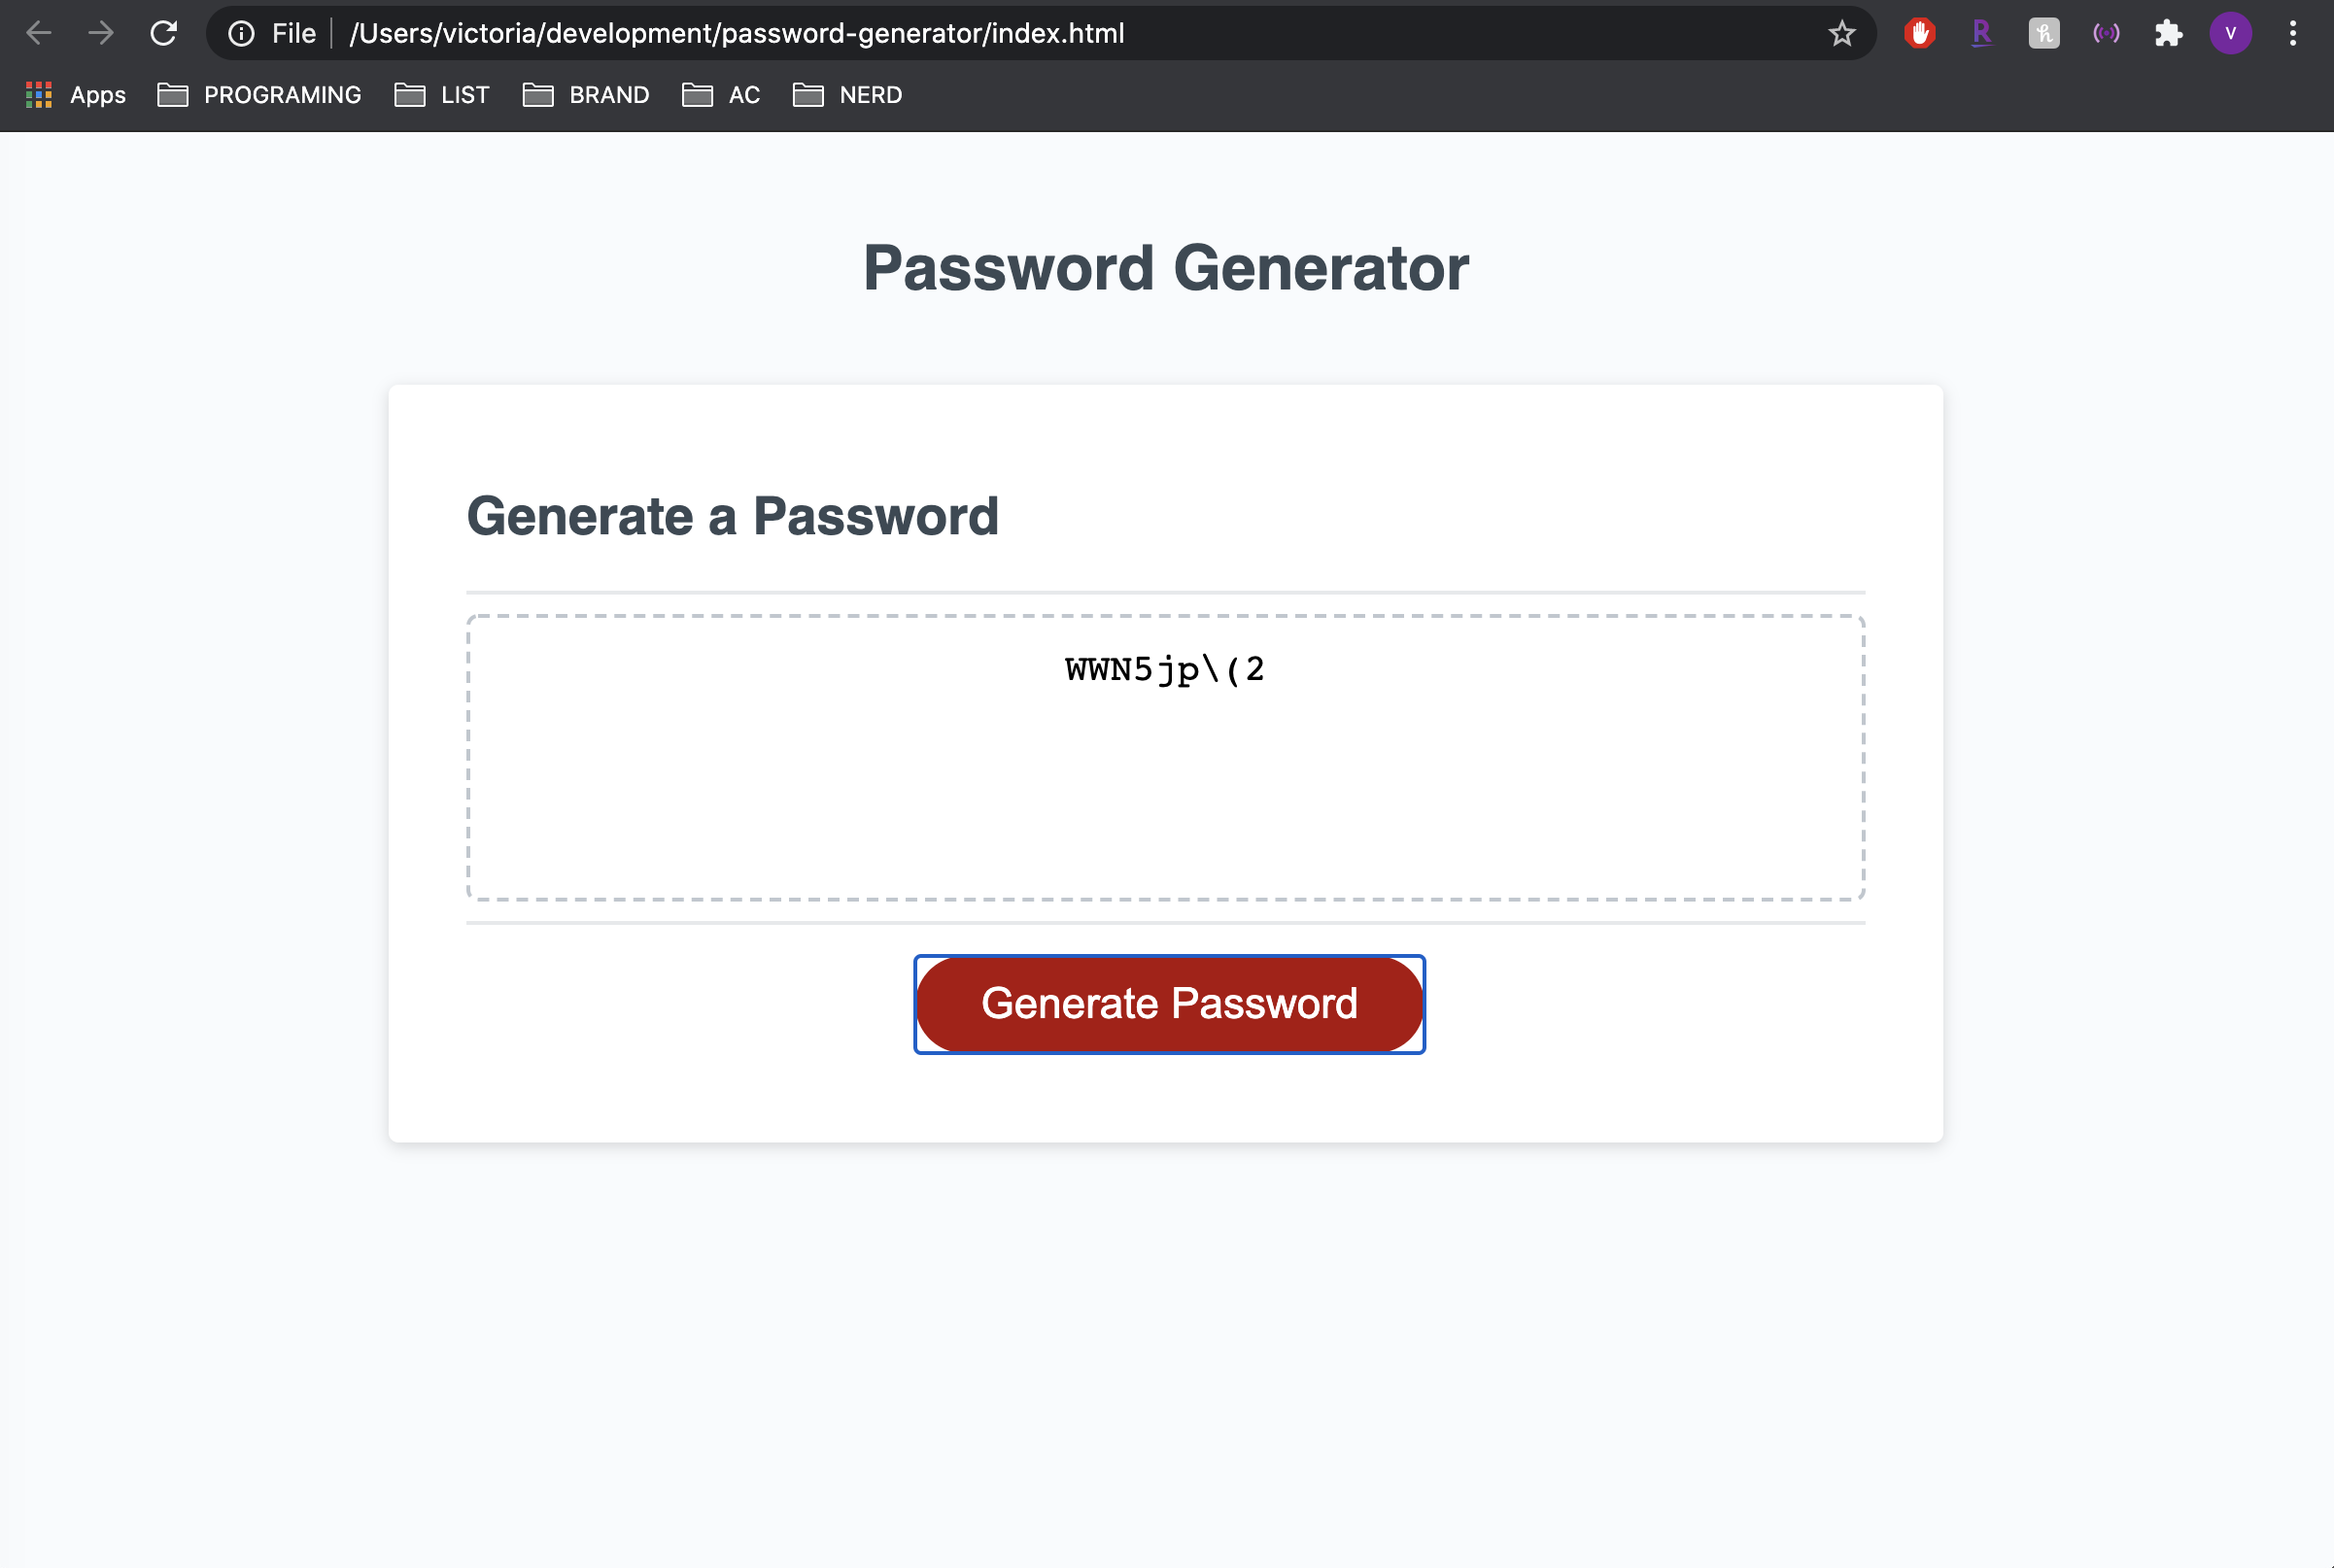 File /Users/victoria/development/password-generator/index.html
R
h
V
Apps PROGRAMING LIST BRAND AC NERD
Password Generator
Generate a Password
WWN5jp\(2
Generate Password